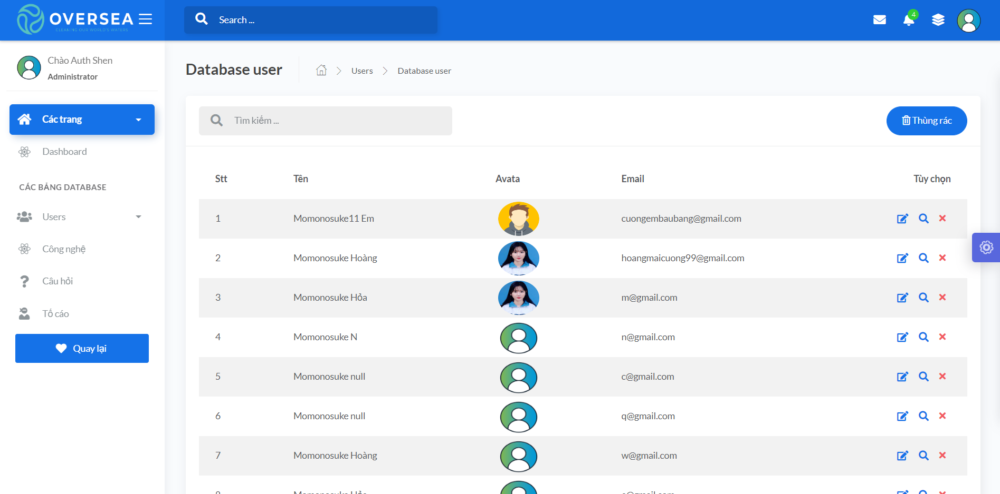 OVERSEA
CLEANING OUR WORLD'S WATERS
Search ...
4
Chào Auth Shen
Administrator
Các trang
Dashboard
CÁC BẢNG DATABASE
Users
Công nghệ
Câu hỏi
Tố cáo
Quay lại
Database user
Users
Database user
Tìm kiếm ...
Thùng rác
Stt Tên Avata Email Tùy chọn
1 Momonosuke11 Em cuongembaubang@gmail.com
2 Momonosuke Hoàng hoangmaicuong99@gmail.com
3 Momonosuke Hỏa m@gmail.com
4 Momonosuke N n@gmail.com
5 Momonosuke null c@gmail.com
6 Momonosuke null q@gmail.com
7 Momonosuke Hoàng w@gmail.com